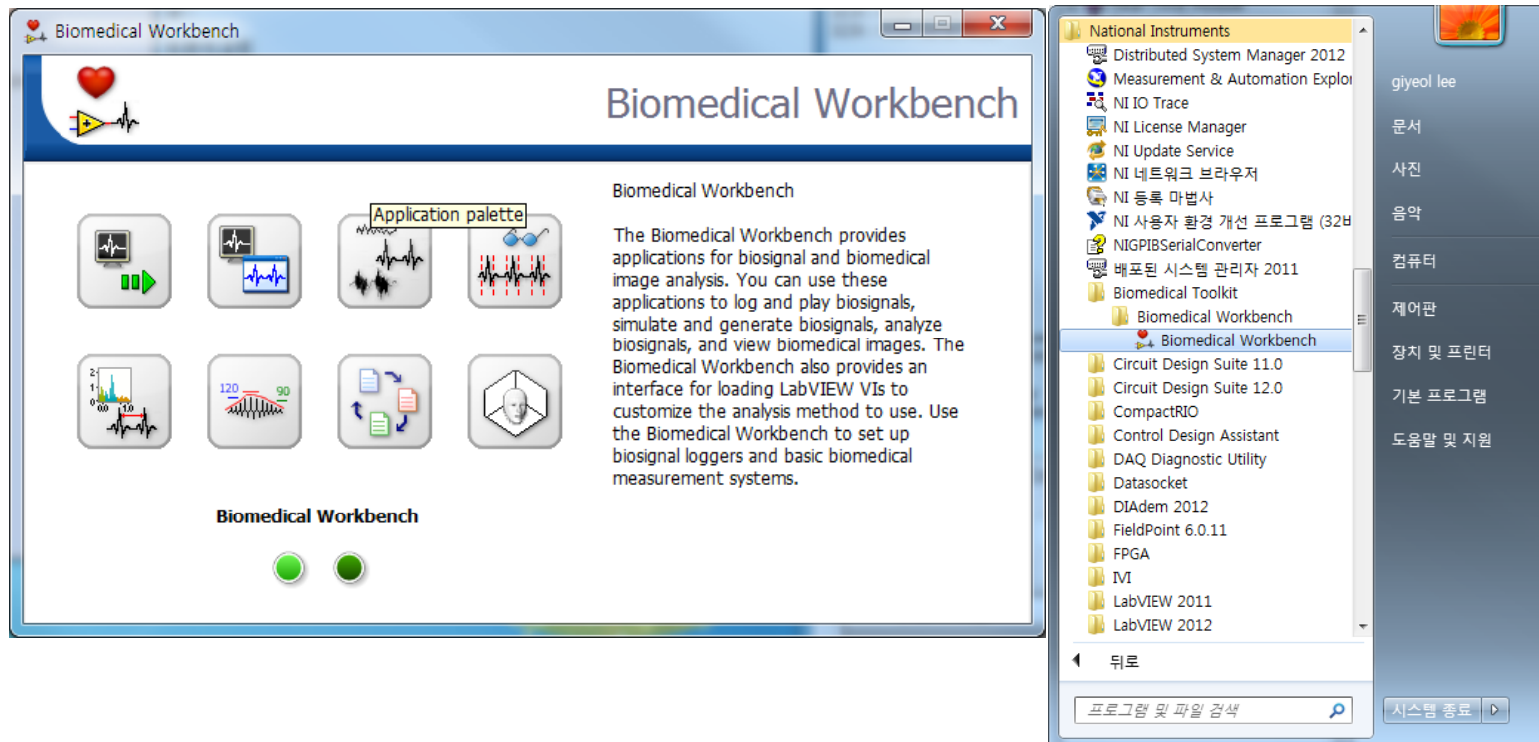 Biomedical Workbench
Biomedical Workbench
Application palette
2
1
0
0.0 1.0
120 90
Biomedical Workbench
Biomedical Workbench
The Biomedical Workbench provides
applications for biosignal and biomedical
image analysis. You can use these
applications to log and play biosignals,
simulate and generate biosignals, analyze
biosignals, and view biomedical images. The
Biomedical Workbench also provides an
interface for loading LabVIEW VIs to
customize the analysis method to use. Use
the Biomedical Workbench to set up
biosignal loggers and basic biomedical
measurement systems.
National Instruments
Distributed System Manager 2012
Measurement & Automation Explor
NI IO Trace
NI License Manager
NI Update Service
NI 네트워크 브라우저
NI 등록 마법사
NI 사용자 환경 개선 프로그램 (32비
NIGPIBSerialConverter
배포된 시스템 관리자 2011
Biomedical Toolkit
Biomedical Workbench
Biomedical Workbench
Circuit Design Suite 11.0
Circuit Design Suite 12.0
CompactRIO
Control Design Assistant
DAQ Diagnostic Utility
Datasocket
DIAdem 2012
FieldPoint 6.0.11
FPGA
IVI
LabVIEW 2011
LabVIEW 2012
뒤로
프로그램 및 파일 검색
giyeol lee
문서
사진
음악
컴퓨터
제어판
장치 및 프린터
기본 프로그램
도움말 및 지원
시스템 종료